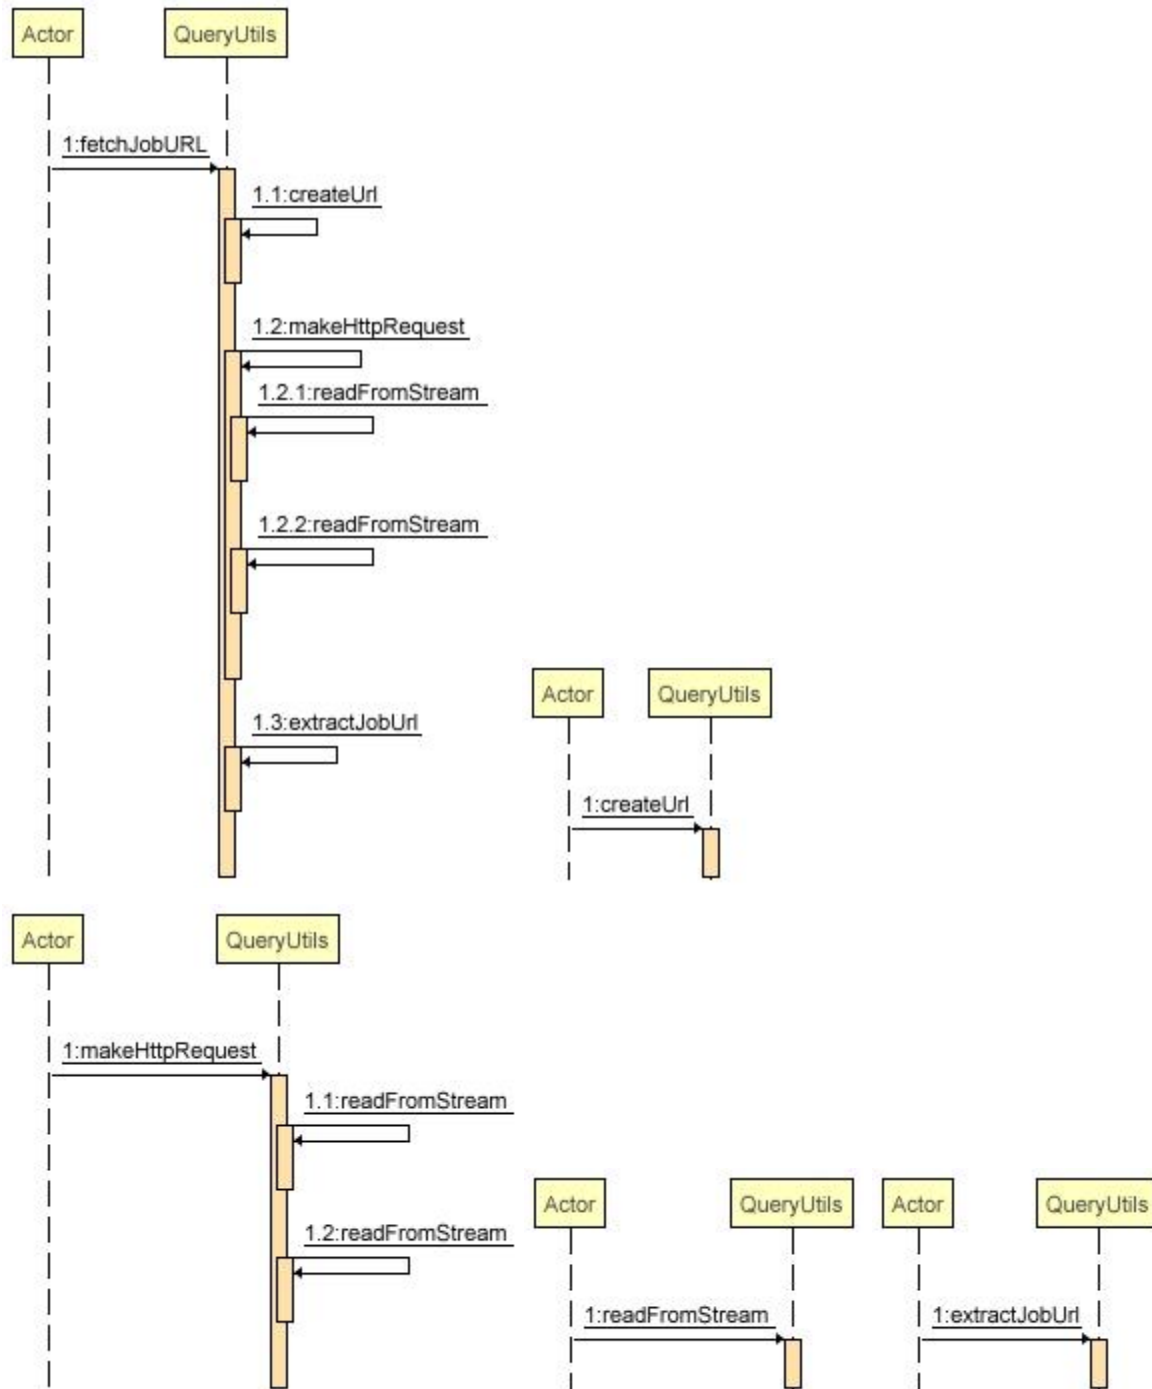 Actor
QueryUtils
1:fetchJobURL
1.1:createUrl
1.2:makeHttpRequest
1.2.1:readFromStream
1.2.2:readFromStream
1.3:extractJobUrl
Actor
QueryUtils
1:createUrl
Actor
QueryUtils
1:makeHttpRequest
1.1:readFromStream
1.2:readFromStream
Actor
QueryUtils
1:readFromStream
Actor
QueryUtils
1:extractJobUrl